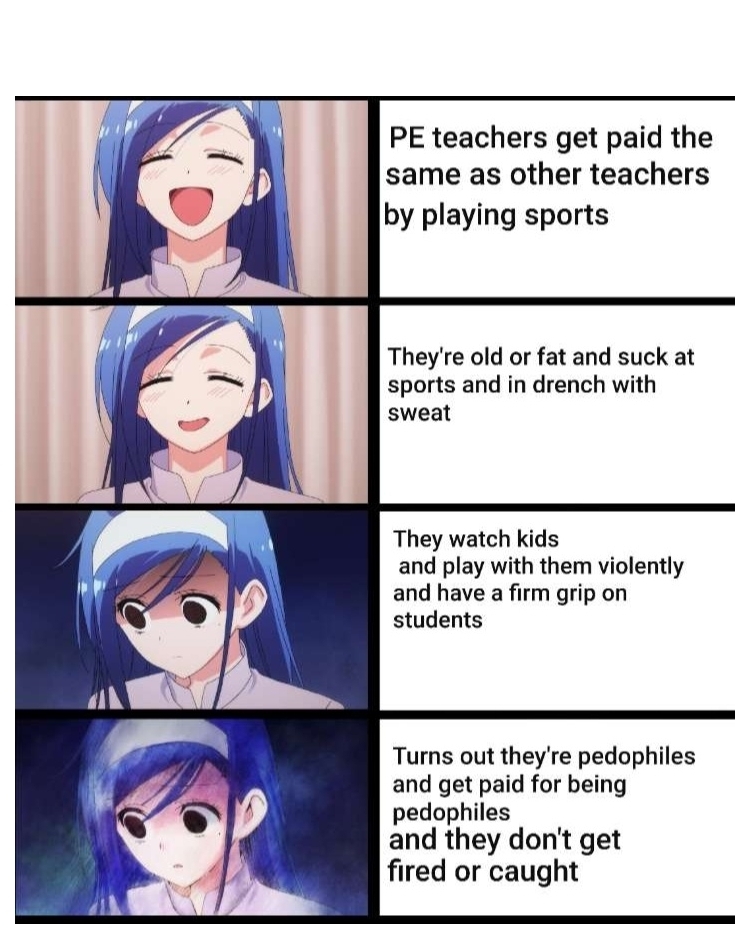 PE teachers get paid the
same as other teachers
by playing sports
They're old or fat and suck at
sports and in drench with
sweat
They watch kids
and play with them violently
and have a firm grip on
students
Turns out they're pedophiles
and get paid for being
pedophiles
and they don't get
fired or caught